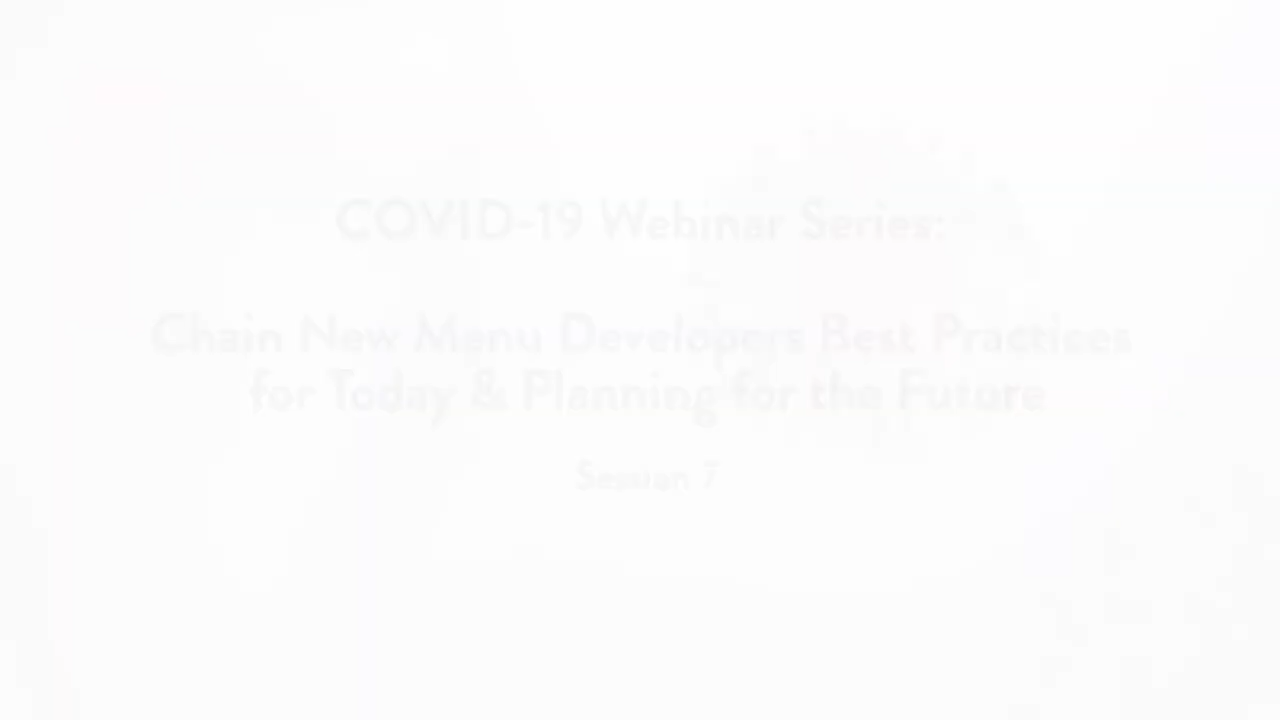 COVID-19 Webinar Series:
Chain New Menu Developers Best Practices
for Today & Planning for the Future
Session 7